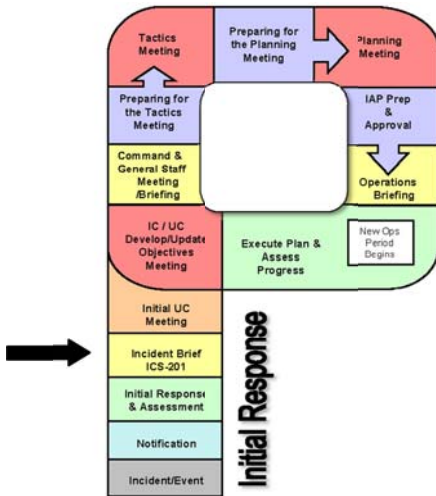 Tactics
Meeting
Preparing for
the Planning
Meeting
Planning
Meeting
Preparing for
the Tactics
Meeting
IAP Prep
&
Approval
Command &
General Staff
Meeting
/Briefing
Operations
Briefing
IC / UC
Develop/Update
Objectives
Meeting
Execute Plan &
Assess
Progress
New Ops
Period
Begins
Initial UC
Meeting
Incident Brief
ICS-201
Initial Response
& Assessment
Notification
Incident/Event
Initial Response